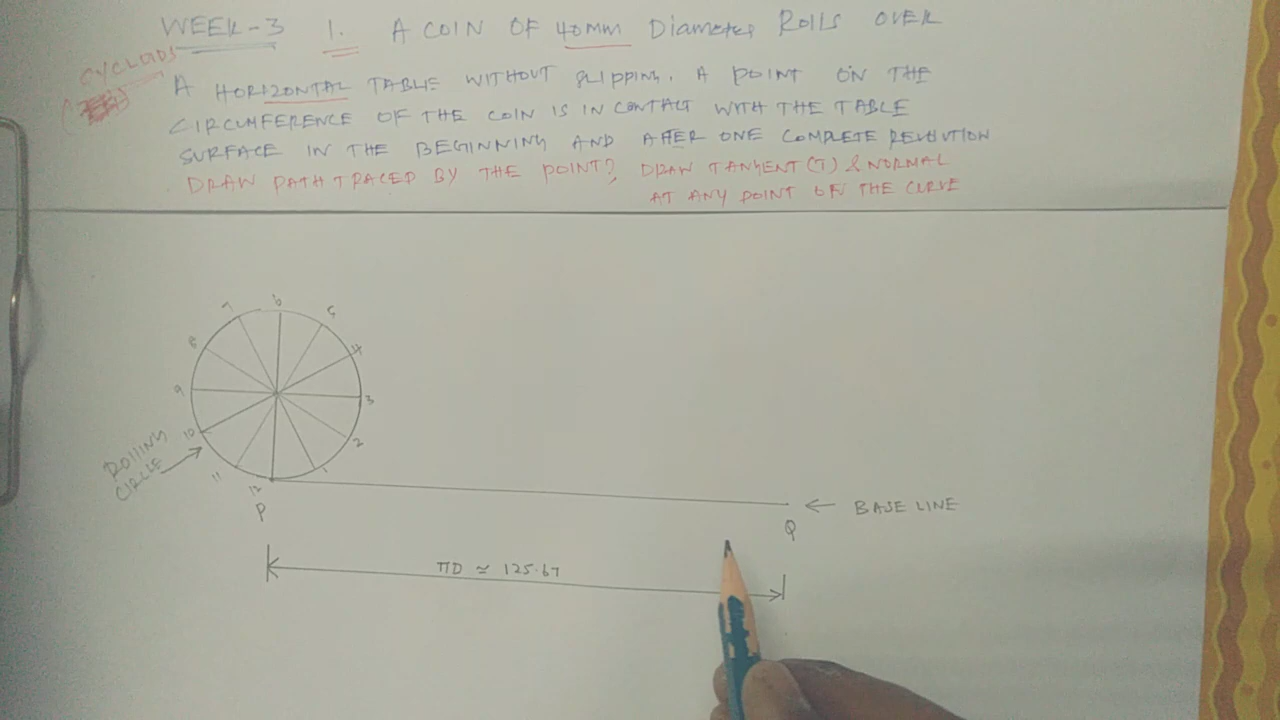 WEEK-3 1. A COIN OF 40mm Diameter ROLLS OVER
CYCLOID
A HORIZONTAL TABLE WITHOUT SLIPPING. A POINT ON THE
CIRCUMFERENCE OF THE COIN IS IN CONTACT WITH THE TABLE
SURFACE IN THE BEGINNING AND AFTER ONE COMPLETE REVOLUTION
DRAW PATH TRACED BY THE POINT? DRAW TANGENT (T) & NORMAL
AT ANY POINT ON THE CURVE
7 6 5
8 4
9 3
10 2
11 12 1
ROLLING
CIRCLE
P
Q
← BASE LINE
πD ≃ 125.67